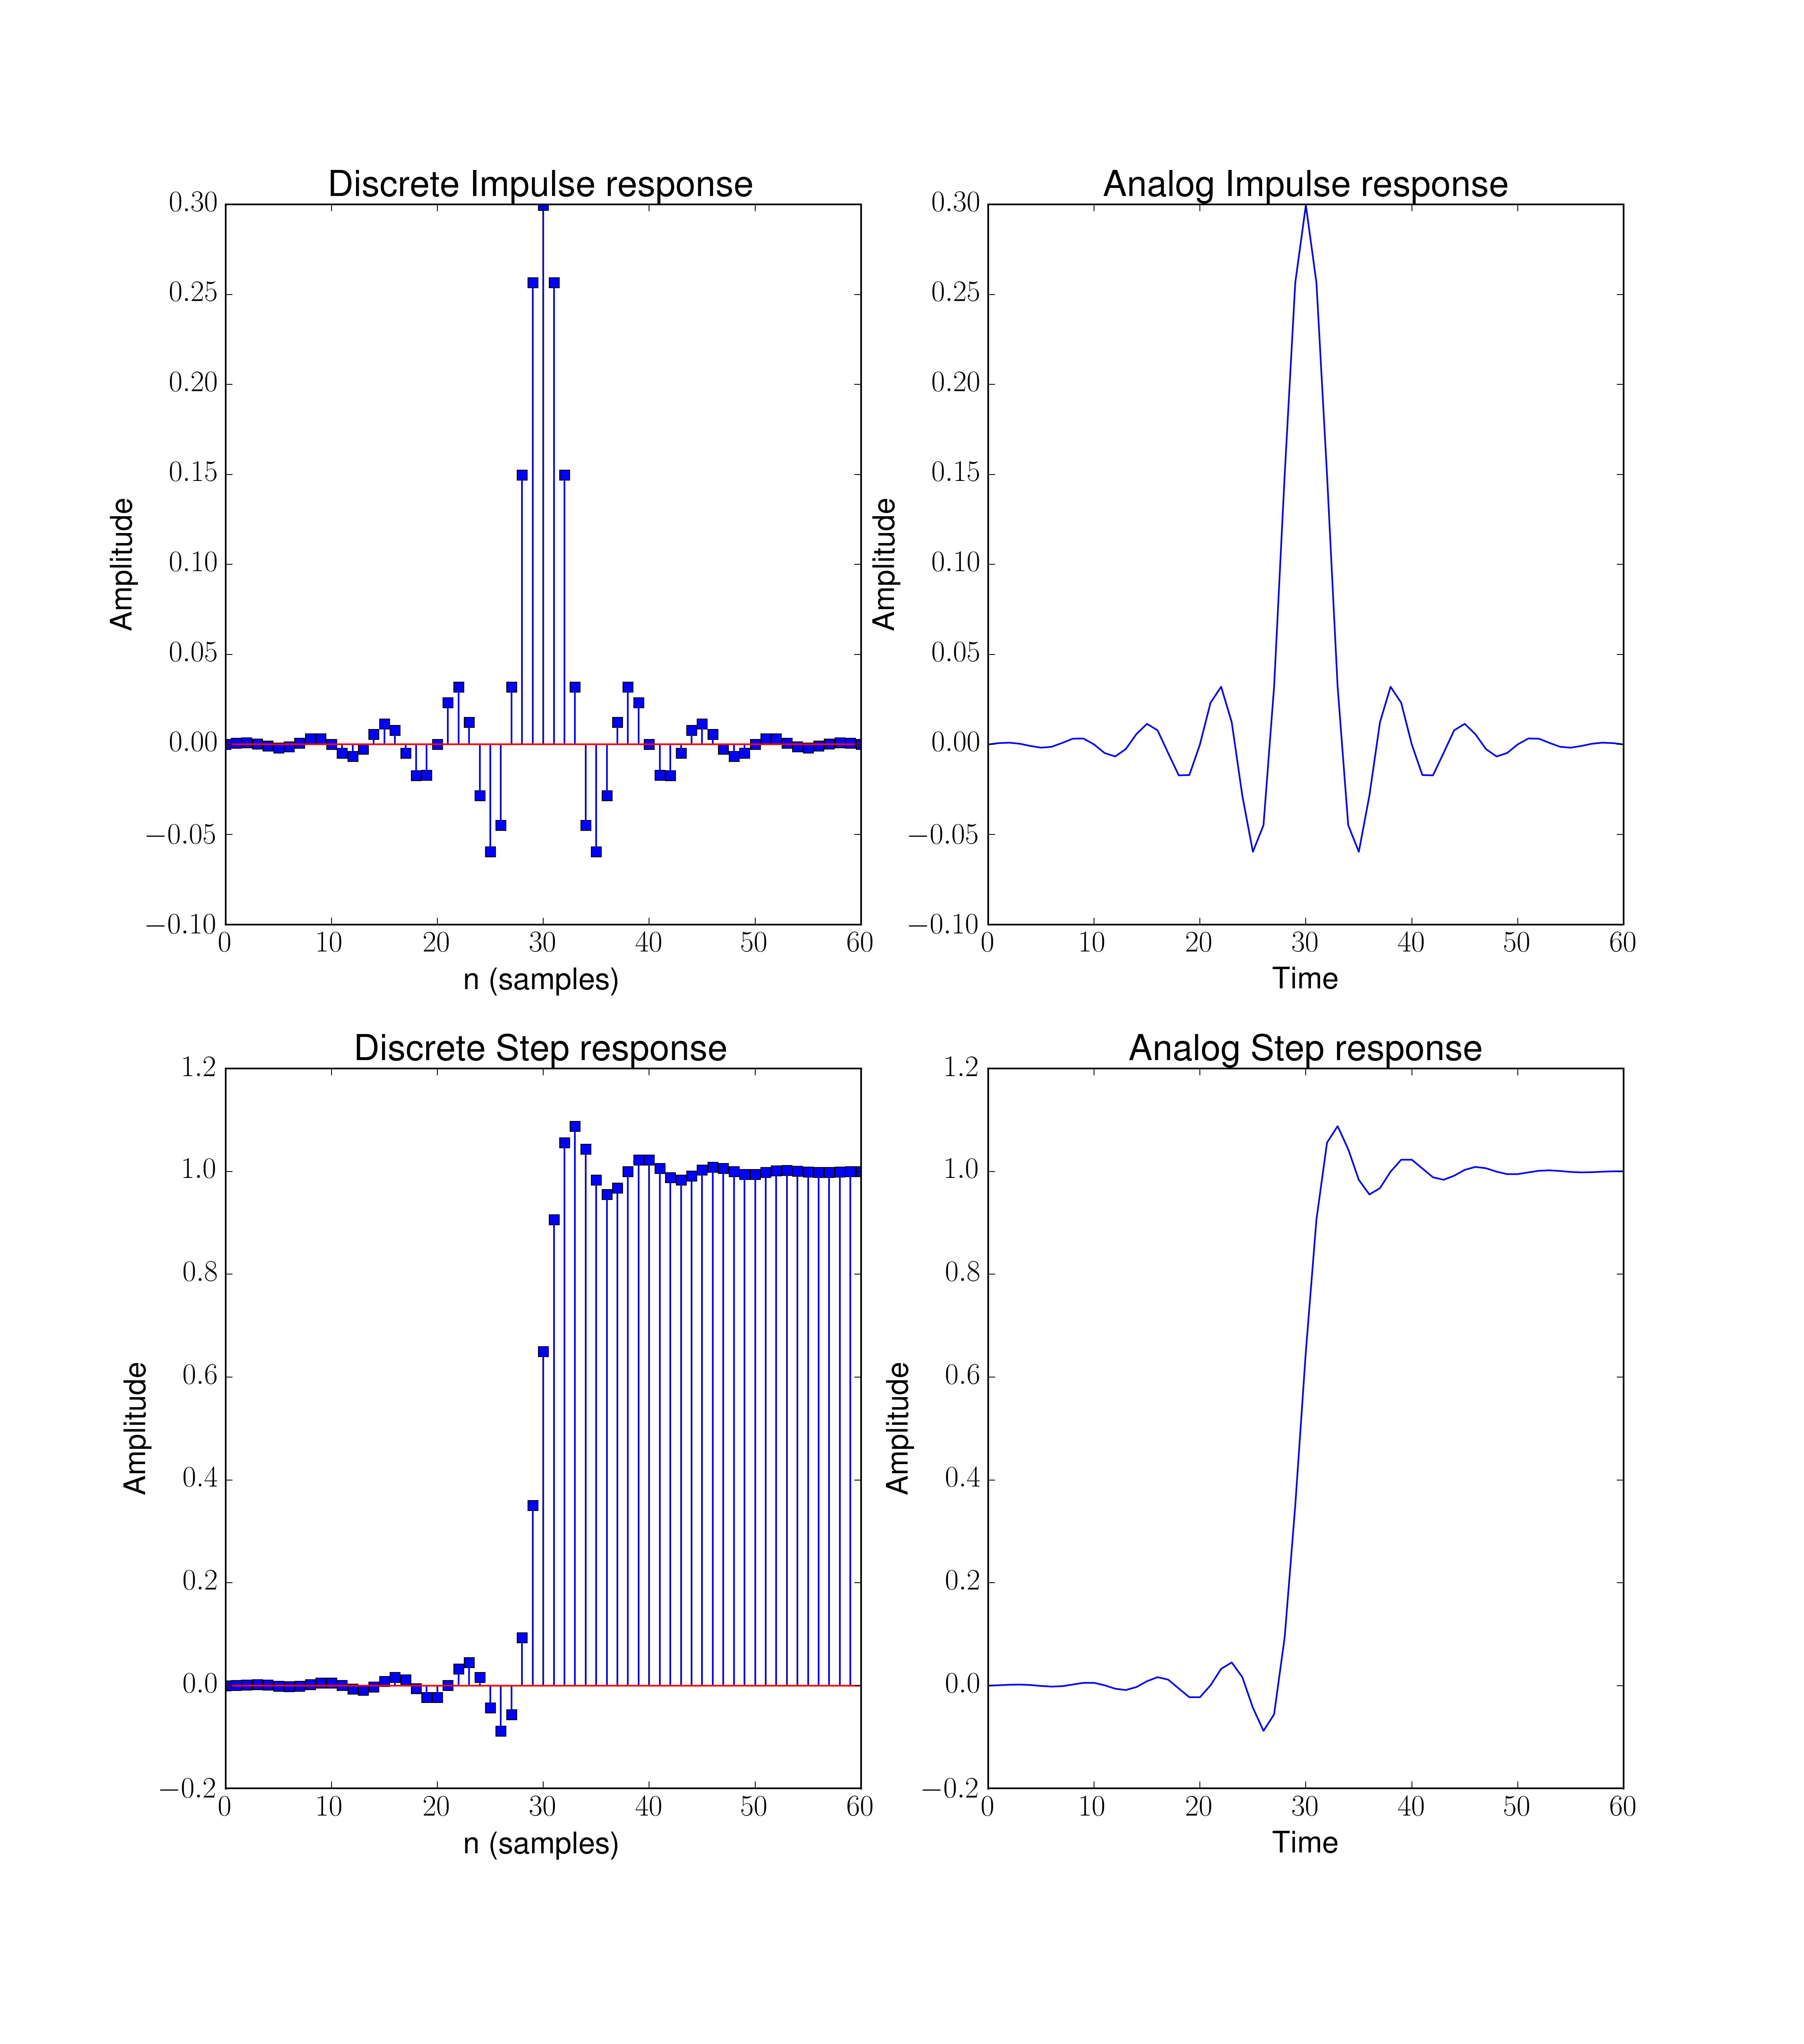 Discrete Impulse response
Analog Impulse response
0.30
0.25
0.20
0.15
0.10
0.05
0.00
−0.05
−0.10
Amplitude
0 10 20 30 40 50 60
n (samples)
0.30
0.25
0.20
0.15
0.10
0.05
0.00
−0.05
−0.10
Amplitude
0 10 20 30 40 50 60
Time
Discrete Step response
Analog Step response
1.2
1.0
0.8
0.6
0.4
0.2
0.0
−0.2
Amplitude
0 10 20 30 40 50 60
n (samples)
1.2
1.0
0.8
0.6
0.4
0.2
0.0
−0.2
Amplitude
0 10 20 30 40 50 60
Time